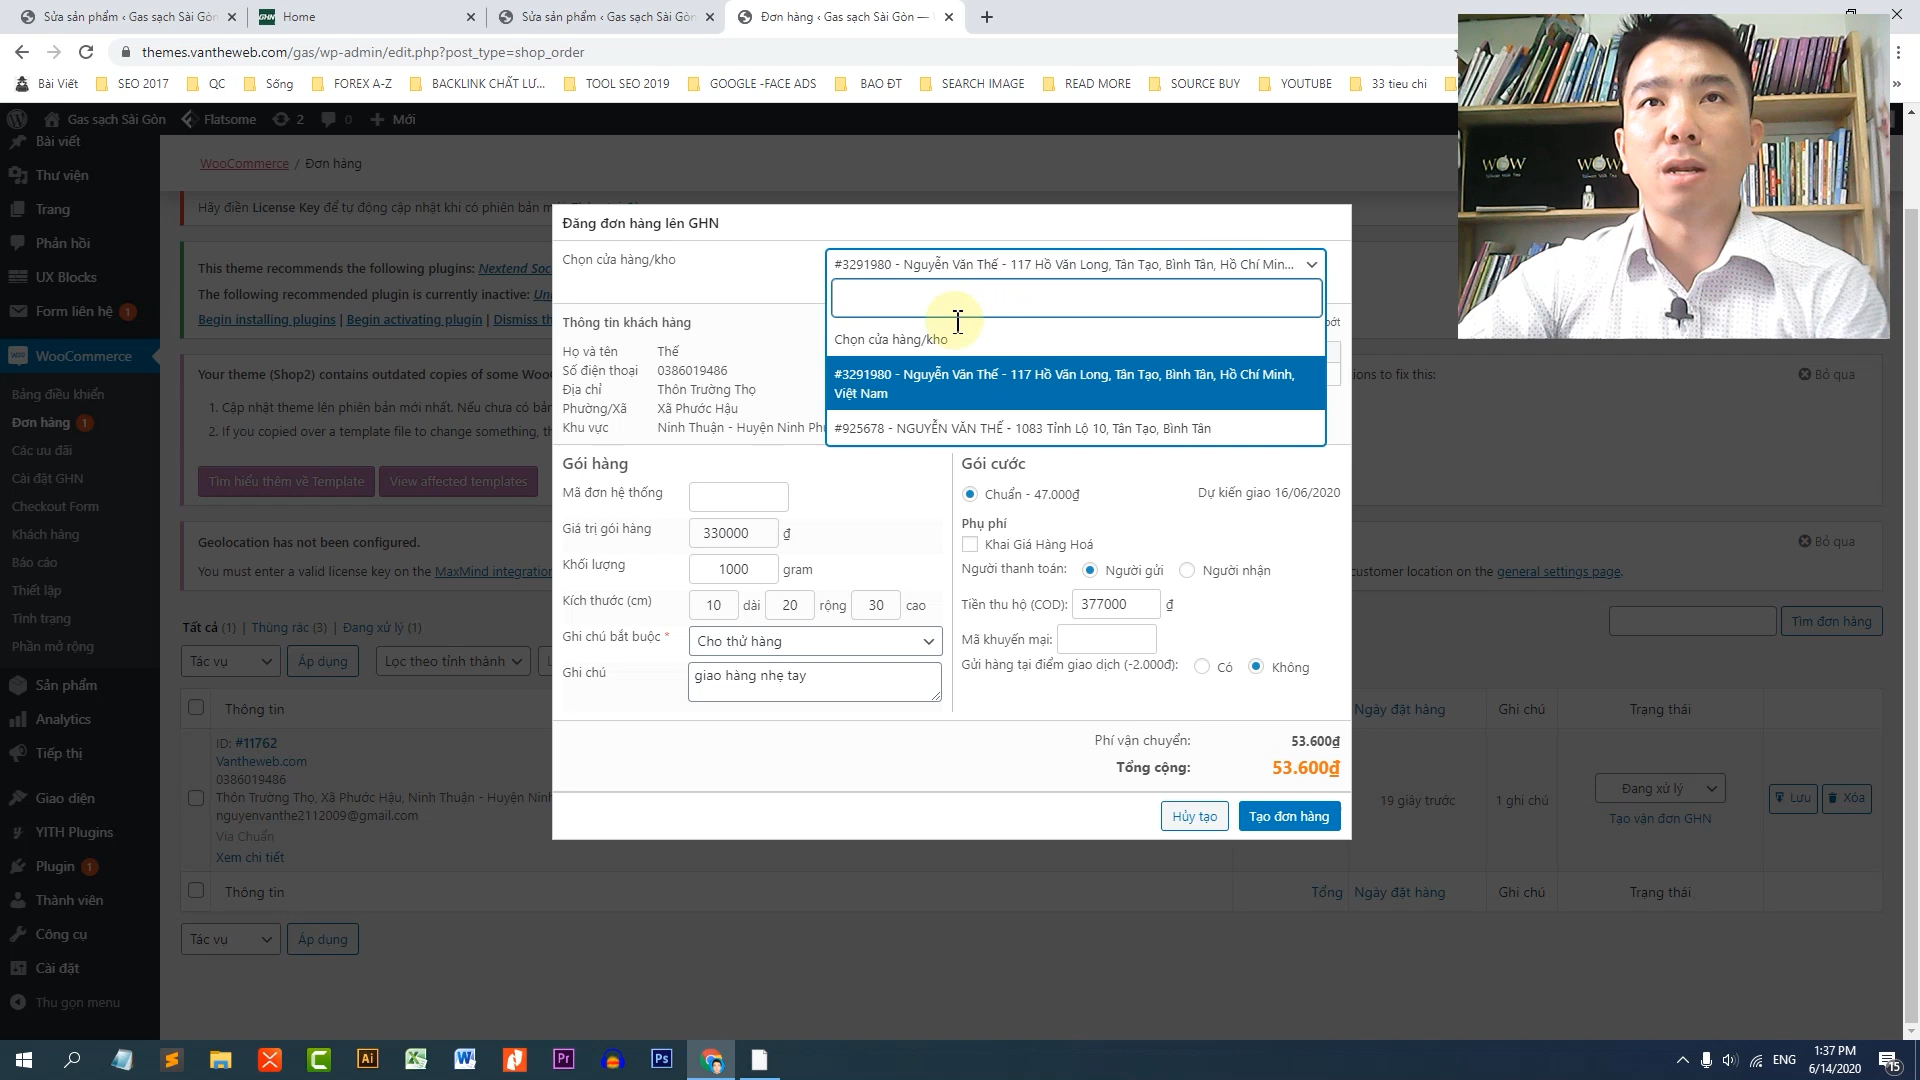 Sửa sản phẩm ‹ Gas sạch Sài Gòn
GHN Home
Sửa sản phẩm ‹ Gas sạch Sài Gòn
Đơn hàng ‹ Gas sạch Sài Gòn —
themes.vantheweb.com/gas/wp-admin/edit.php?post_type=shop_order
Bài Viết
SEO 2017
QC
Sống
FOREX A-Z
BACKLINK CHẤT LƯ...
TOOL SEO 2019
GOOGLE -FACE ADS
BAO ĐT
SEARCH IMAGE
READ MORE
SOURCE BUY
YOUTUBE
33 tieu chi
Gas sạch Sài Gòn
Flatsome
2
0
Mới
Bài viết
Thư viện
Trang
Phản hồi
UX Blocks
Form liên hệ 1
WooCommerce
Bảng điều khiển
Đơn hàng 1
Các ưu đãi
Cài đặt GHN
Checkout Form
Khách hàng
Báo cáo
Thiết lập
Tình trạng
Phần mở rộng
Sản phẩm
Analytics
Tiếp thị
Giao diện
YITH Plugins
Plugin 1
Thành viên
Công cụ
Cài đặt
Thu gọn menu
WooCommerce / Đơn hàng
Hãy điền License Key để tự động cập nhật khi có phiên bản
This theme recommends the following plugins: Nextend
The following recommended plugin is currently inactive:
Begin installing plugins | Begin activating plugin | Dismiss
Your theme (Shop2) contains outdated copies of some
1. Cập nhật theme lên phiên bản mới nhất. Nếu chưa có
2. If you copied over a template file to change something,
tions to fix this:
Bỏ qua
Tìm hiểu thêm về Template
View affected templates
Geolocation has not been configured.
Bỏ qua
You must enter a valid license key on the MaxMind integration
customer location on the general settings page.
Tất cả (1) | Thùng rác (3) | Đang xử lý (1)
Tìm đơn hàng
Tác vụ
Áp dụng
Lọc theo tỉnh thành
Thông tin
Ngày đặt hàng
Ghi chú
Trạng thái
ID: #11762
Vantheweb.com
0386019486
Thôn Trường Thọ, Xã Phước Hậu, Ninh Thuận - Huyện Ninh
nguyenvanthe2112009@gmail.com
Via Chuẩn
Xem chi tiết
19 giây trước
1 ghi chú
Đang xử lý
Tạo vận đơn GHN
Lưu
Xóa
Thông tin
Tổng
Ngày đặt hàng
Ghi chú
Trạng thái
Tác vụ
Áp dụng
Đăng đơn hàng lên GHN
Chọn cửa hàng/kho
#3291980 - Nguyễn Văn Thế - 117 Hồ Văn Long, Tân Tạo, Bình Tân, Hồ Chí Min...
Chọn cửa hàng/kho
#3291980 - Nguyễn Văn Thế - 117 Hồ Văn Long, Tân Tạo, Bình Tân, Hồ Chí Minh,
Việt Nam
#925678 - NGUYỄN VĂN THẾ - 1083 Tỉnh Lộ 10, Tân Tạo, Bình Tân
Thông tin khách hàng
Họ và tên Thế
Số điện thoại 0386019486
Địa chỉ Thôn Trường Thọ
Phường/Xã Xã Phước Hậu
Khu vực Ninh Thuận - Huyện Ninh
Gói hàng
Mã đơn hệ thống
Giá trị gói hàng 330000 ₫
Khối lượng 1000 gram
Kích thước (cm) 10 dài 20 rộng 30 cao
Ghi chú bắt buộc * Cho thử hàng
Ghi chú giao hàng nhẹ tay
Gói cước
Chuẩn - 47.000₫ Dự kiến giao 16/06/2020
Phụ phí
Khai Giá Hàng Hoá
Người thanh toán: Người gửi Người nhận
Tiền thu hộ (COD): 377000 ₫
Mã khuyến mại:
Gửi hàng tại điểm giao dịch (-2.000đ): Có Không
Phí vận chuyển: 53.600₫
Tổng cộng: 53.600₫
Hủy tạo
Tạo đơn hàng
WOW
WOW
Ai
Pr
Ps
ENG
1:37 PM
6/14/2020
15